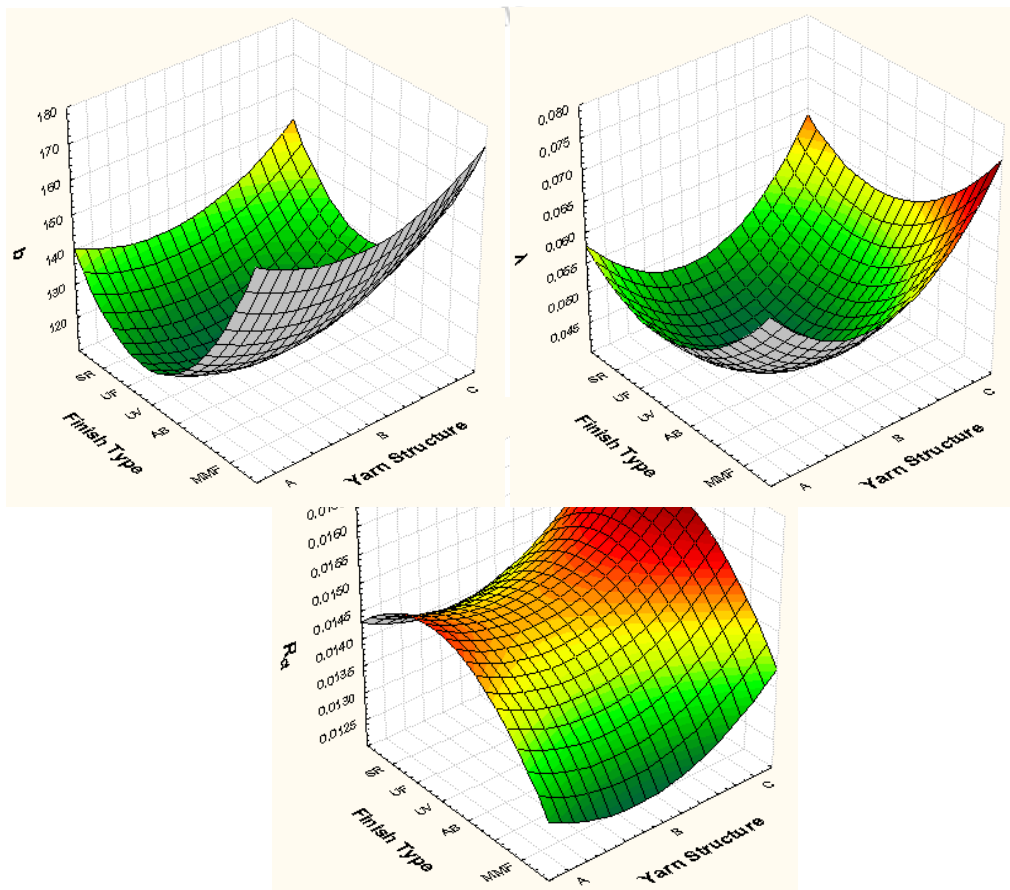 180
170
160
150
140
130
120
b
SR
UF
UV
AB
MMF
Finish Type
A
B
C
Yarn Structure
0,080
0,075
0,070
0,065
0,060
0,055
0,050
0,045
λ
SR
UF
UV
AB
MMF
Finish Type
A
B
C
Yarn Structure
0,0160
0,0155
0,0150
0,0145
0,0140
0,0135
0,0130
0,0125
Rct
SR
UF
UV
AB
MMF
Finish Type
A
B
C
Yarn Structure